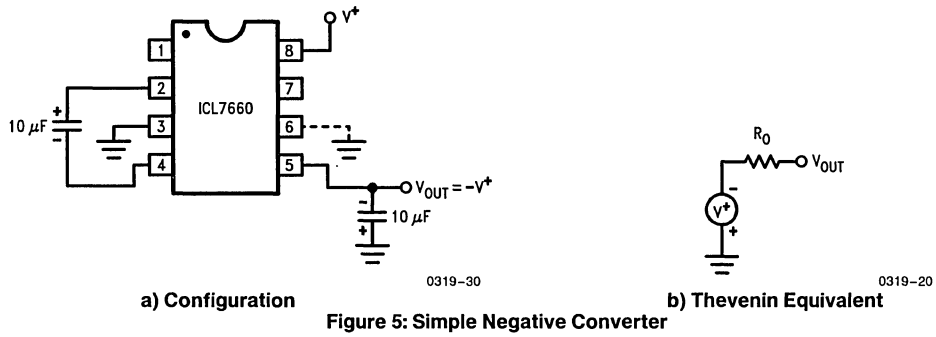 V+
1
8
2
7
ICL7660
+
10 µF
-
3
6
4
5
VOUT = -V+
-
10 µF
+
0319-30
a) Configuration
RO
VOUT
-
V+
+
0319-20
b) Thevenin Equivalent
Figure 5: Simple Negative Converter